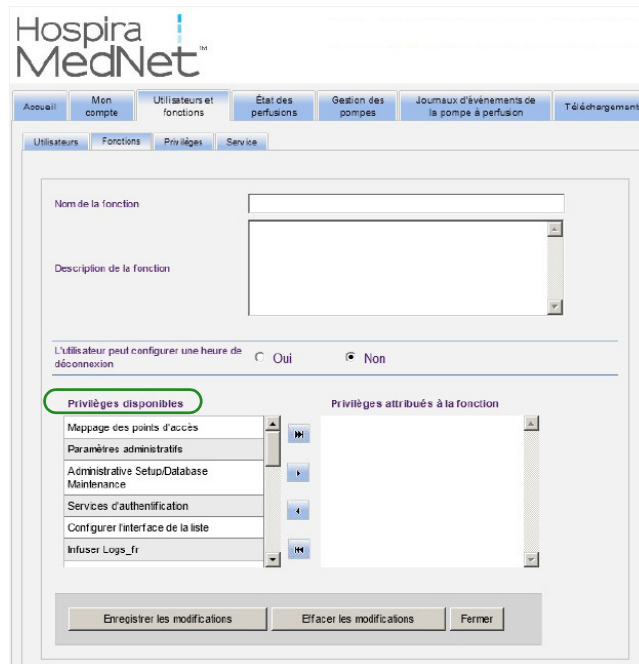 Hospira
MedNet™
Accueil
Mon
compte
Utilisateurs et
fonctions
État des
perfusions
Gestion des
pompes
Journaux d'événements de
la pompe à perfusion
Téléchargement
Utilisateurs Fonctions Privilèges Service
Nom de la fonction
Description de la fonction
L'utilisateur peut configurer une heure de
déconnexion
Oui Non
Privilèges disponibles Privilèges attribués à la fonction
Mappage des points d'accès
Paramètres administratifs
Administrative Setup/Database
Maintenance
Services d'authentification
Configurer l'interface de la liste
Infuser Logs_fr
Enregistrer les modifications Effacer les modifications Fermer